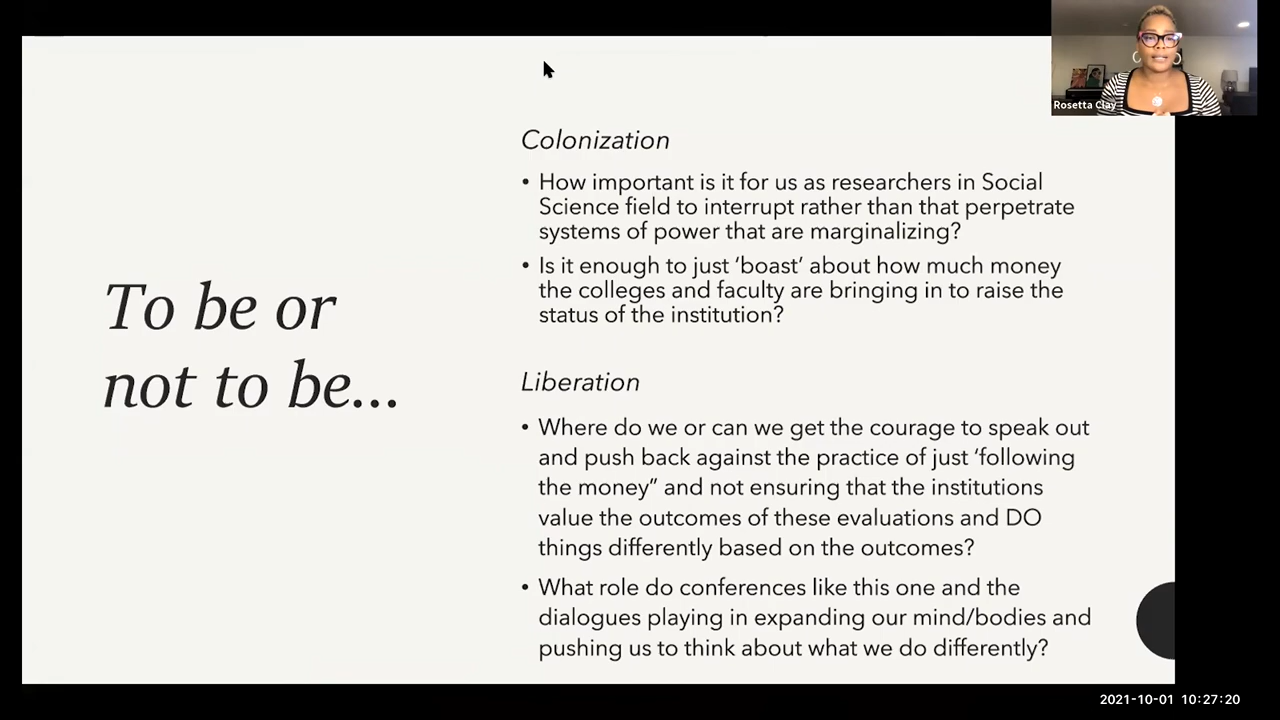 Rosetta Clay
To be or
not to be...
Colonization
• How important is it for us as researchers in Social
Science field to interrupt rather than that perpetrate
systems of power that are marginalizing?
• Is it enough to just ‘boast’ about how much money
the colleges and faculty are bringing in to raise the
status of the institution?
Liberation
• Where do we or can we get the courage to speak out
and push back against the practice of just ‘following
the money” and not ensuring that the institutions
value the outcomes of these evaluations and DO
things differently based on the outcomes?
• What role do conferences like this one and the
dialogues playing in expanding our mind/bodies and
pushing us to think about what we do differently?
2021-10-01 10:27:20